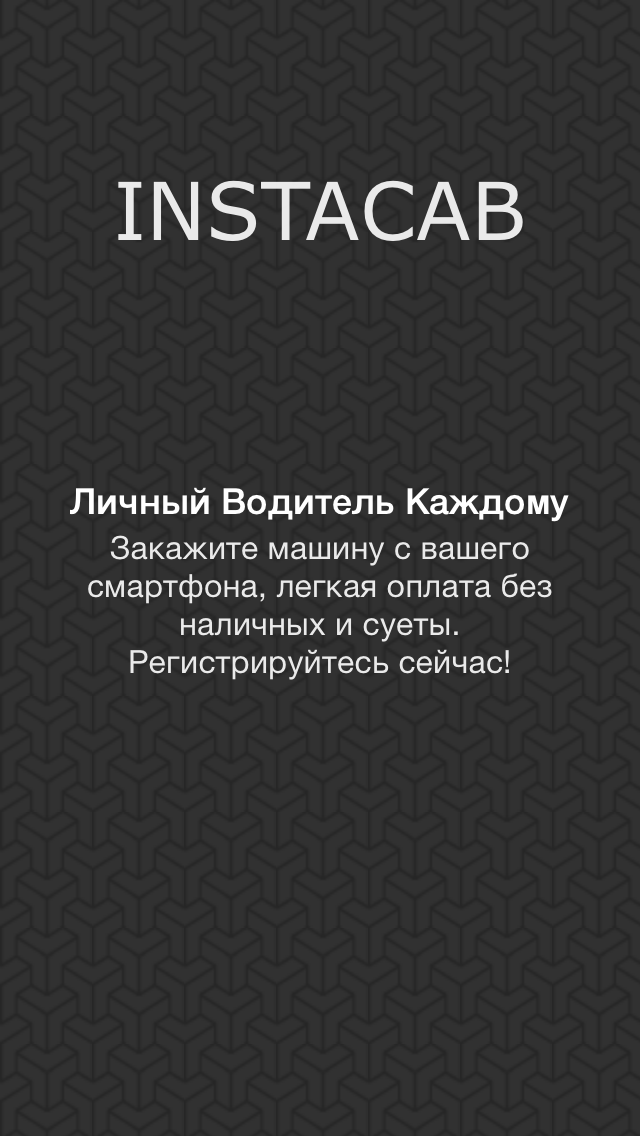 INSTACAB
Личный Водитель Каждому
Закажите машину с вашего
смартфона, легкая оплата без
наличных и суеты.
Регистрируйтесь сейчас!